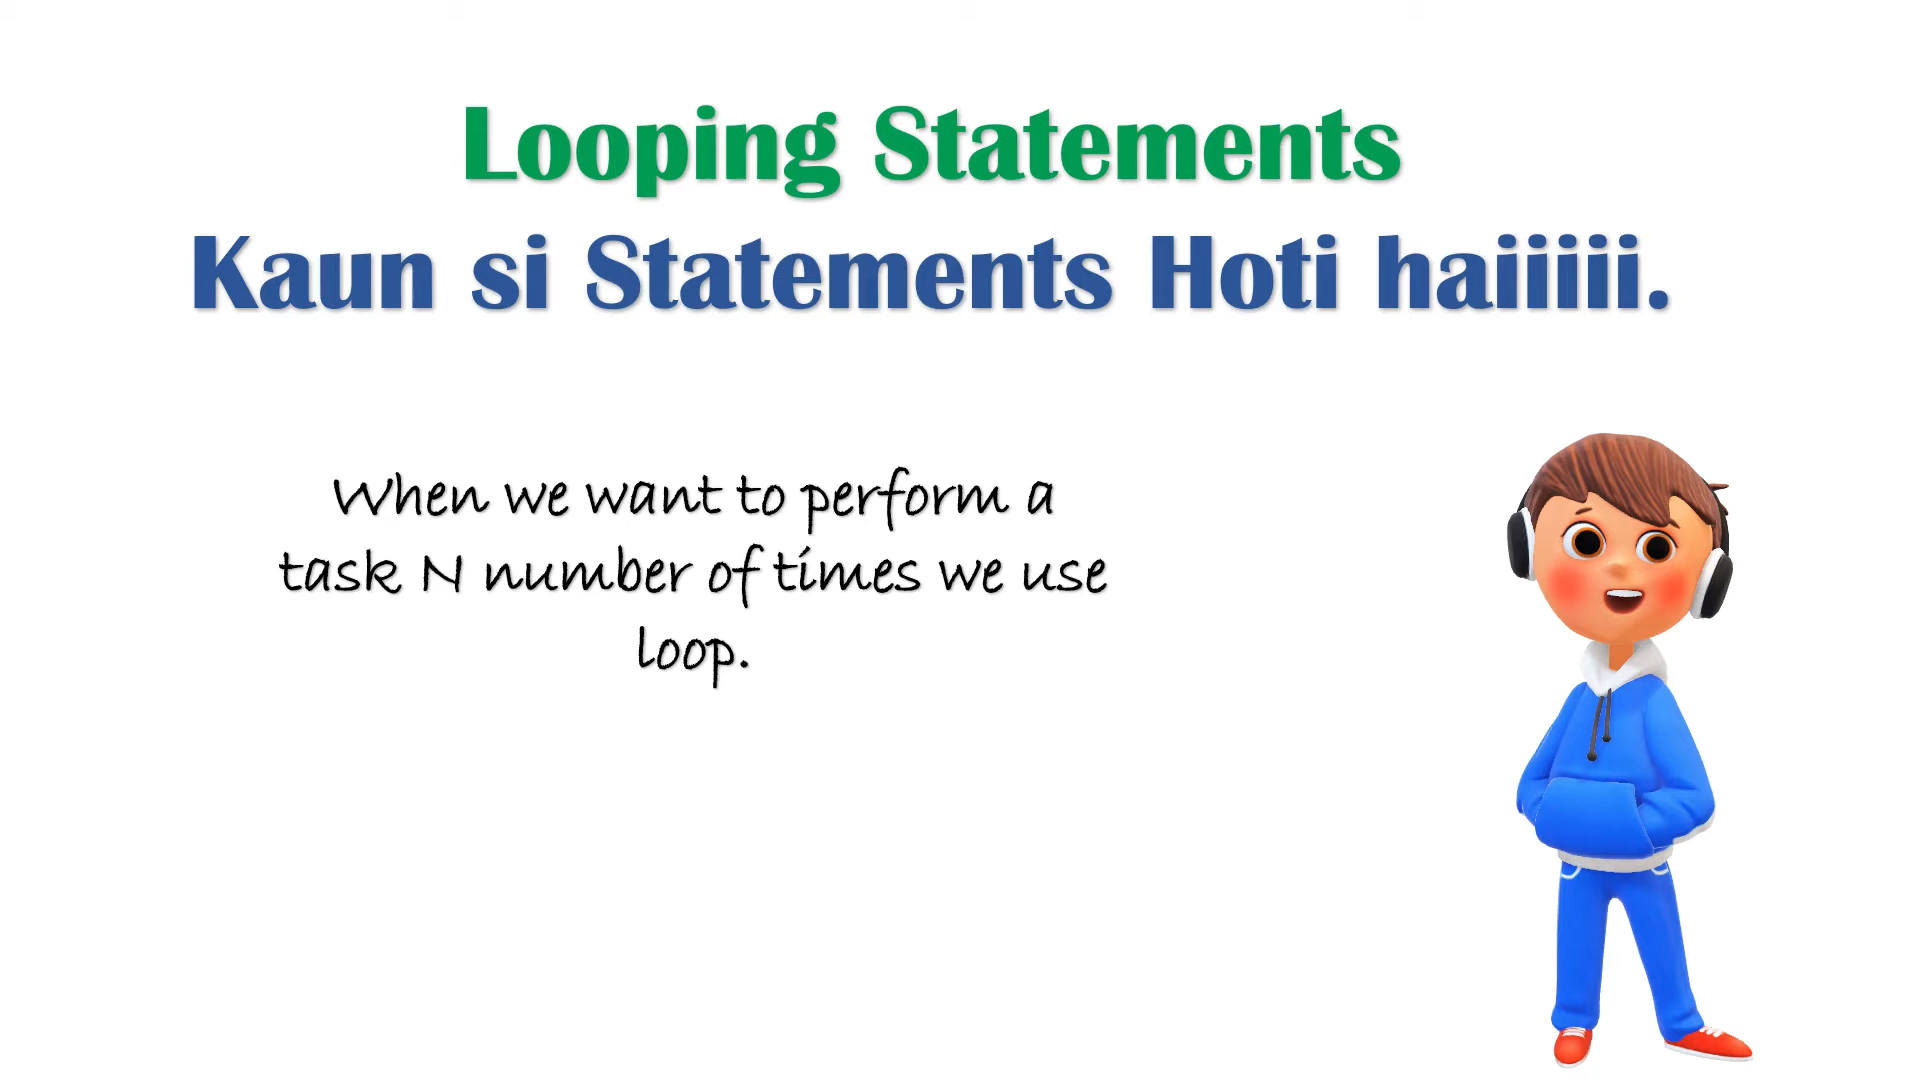 Looping Statements
Kaun si Statements Hoti haiiiii.
When we want to perform a
task N number of times we use
loop.